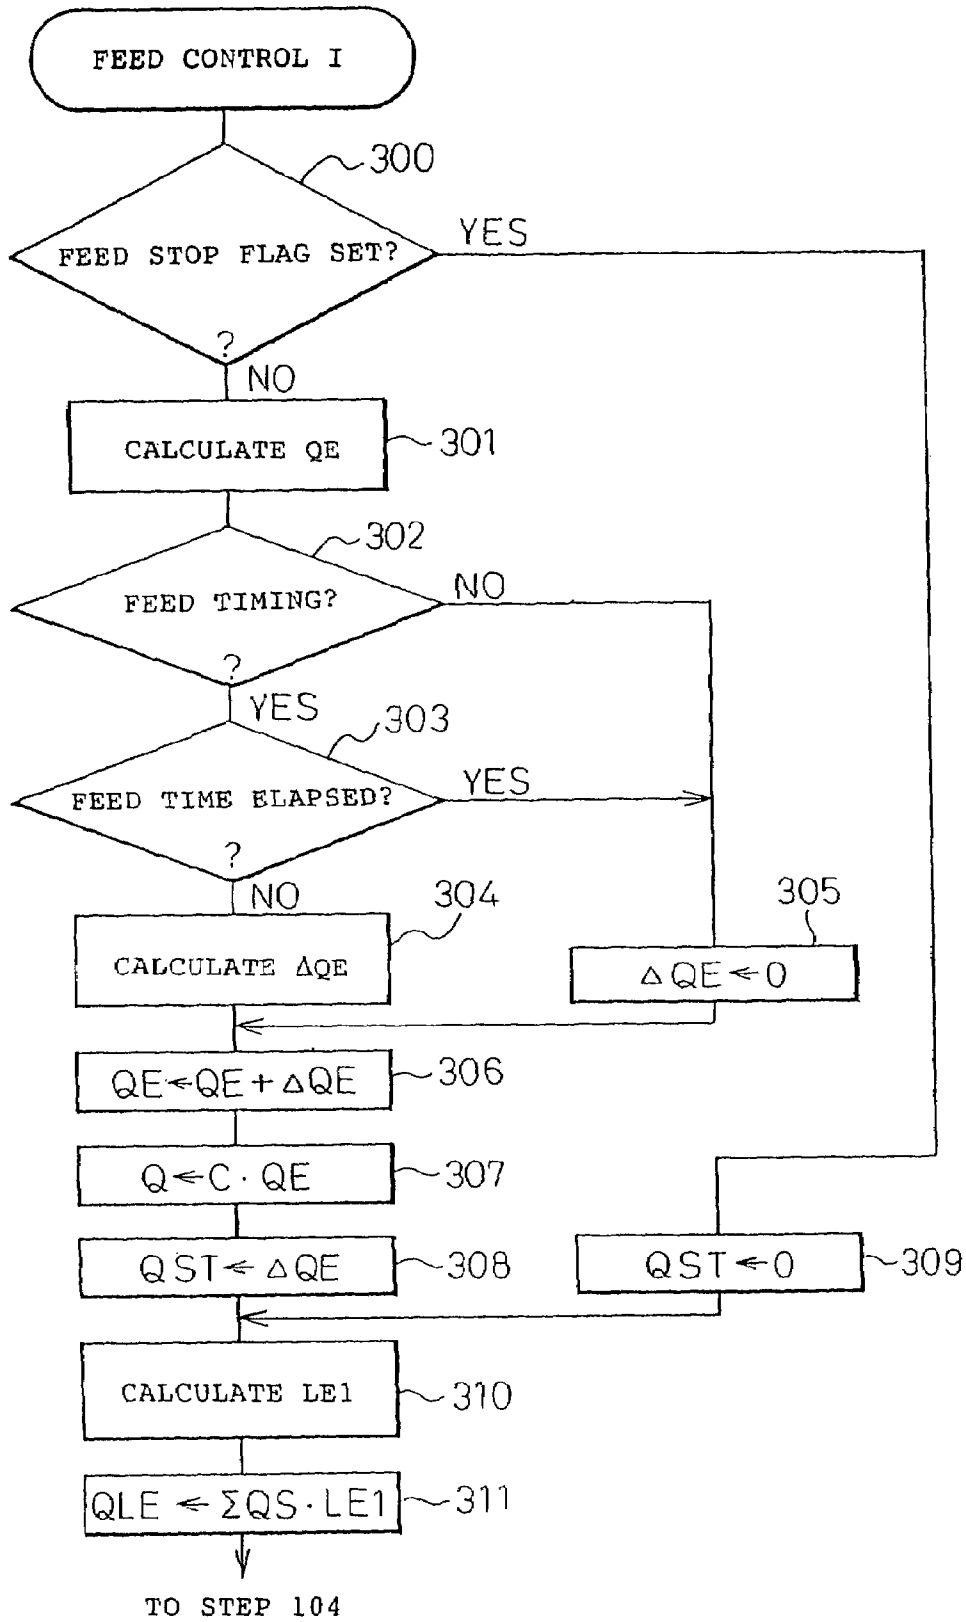 FEED CONTROL I
300
FEED STOP FLAG SET?
YES
?
NO
CALCULATE QE
301
302
FEED TIMING?
NO
?
YES
303
FEED TIME ELAPSED?
YES
?
NO
304
CALCULATE ΔQE
305
ΔQE←0
QE←QE+ΔQE
306
Q←C·QE
307
QST←ΔQE
308
QST←0
309
CALCULATE LE1
310
QLE ← ΣQS·LE1
311
TO STEP 104